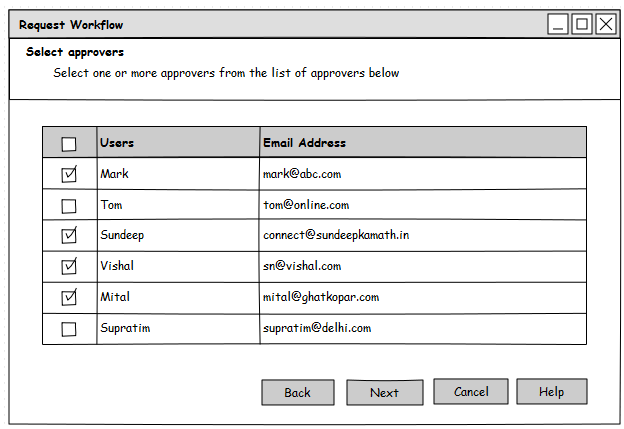 Request Workflow
Select approvers
Select one or more approvers from the list of approvers below
Users Email Address
Mark mark@abc.com
Tom tom@online.com
Sundeep connect@sundeepkamath.in
Vishal sn@vishal.com
Mital mital@ghatkopar.com
Supratim supratim@delhi.com
Back Next Cancel Help